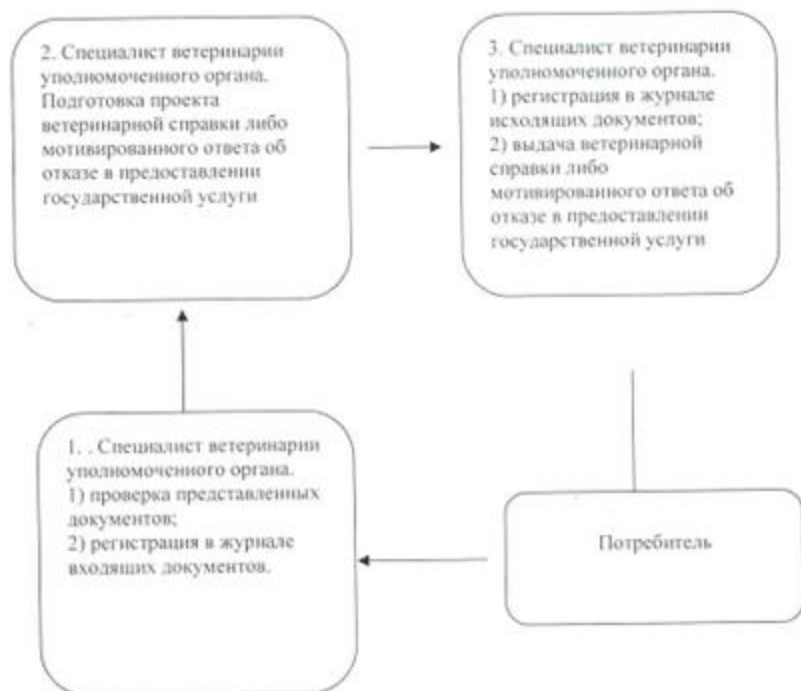 2. Специалист ветеринарии
уполномоченного органа.
Подготовка проекта
ветеринарной справки либо
мотивированного ответа об
отказе в предоставлении
государственной услуги
3. Специалист ветеринарии
уполномоченного органа.
1) регистрация в журнале
исходящих документов;
2) выдача ветеринарной
справки либо
мотивированного ответа об
отказе в предоставлении
государственной услуги
1. . Специалист ветеринарии
уполномоченного органа.
1) проверка представленных
документов;
2) регистрация в журнале
входящих документов.
Потребитель